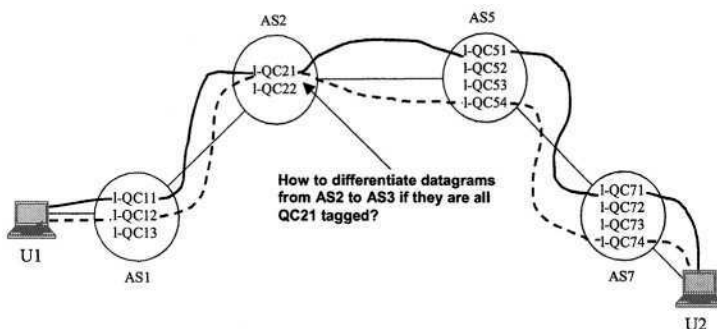 AS2
AS5
l-QC21
l-QC22
l-QC51
l-QC52
l-QC53
l-QC54
How to differentiate datagrams
from AS2 to AS3 if they are all
QC21 tagged?
l-QC11
l-QC12
l-QC13
U1
AS1
l-QC71
l-QC72
l-QC73
l-QC74
AS7
U2